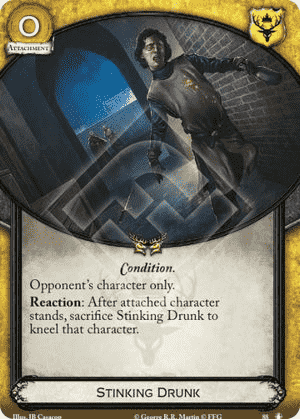 0
ATTACHMENT
Condition.
Opponent's character only.
Reaction: After attached character
stands, sacrifice Stinking Drunk to
kneel that character.
STINKING DRUNK
Illus. JB Casacop
© George R.R. Martin © FFG
88